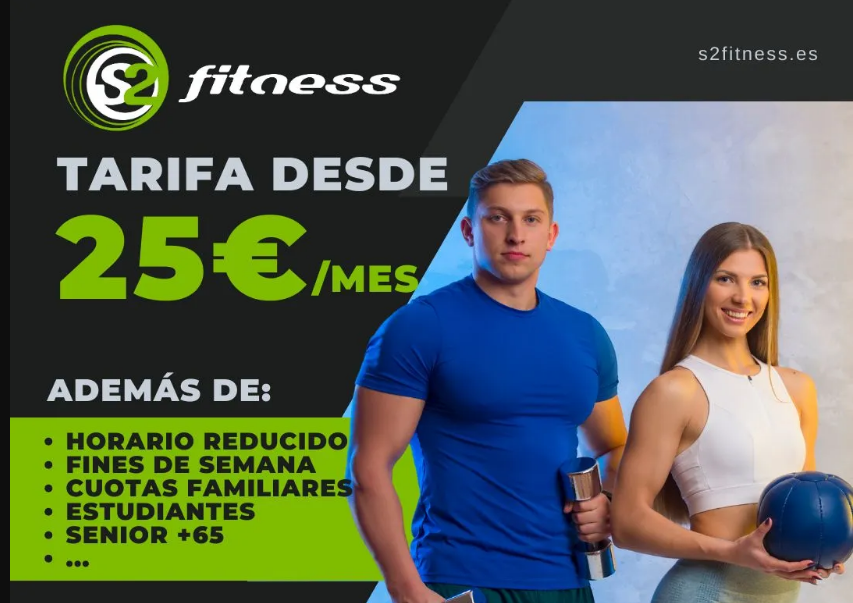 S2 fitness
s2fitness.es
TARIFA DESDE
25€/MES
ADEMÁS DE:
• HORARIO REDUCIDO
• FINES DE SEMANA
• CUOTAS FAMILIARES
• ESTUDIANTES
• SENIOR +65
• ...